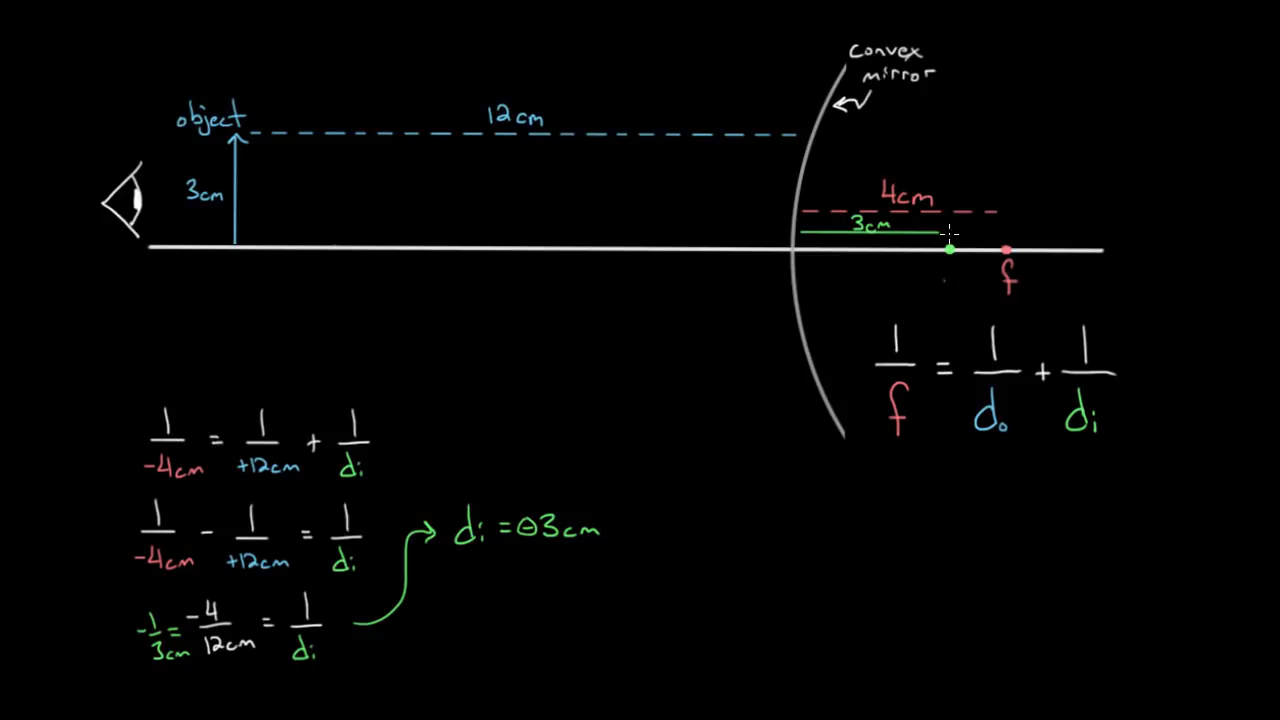 convex
mirror
object
12cm
3cm
4cm
3cm
f
1/f = 1/do + 1/di
1/-4cm = 1/+12cm + 1/di
1/-4cm - 1/+12cm = 1/di
di = ⊖3cm
-1/3cm = -4/12cm = 1/di